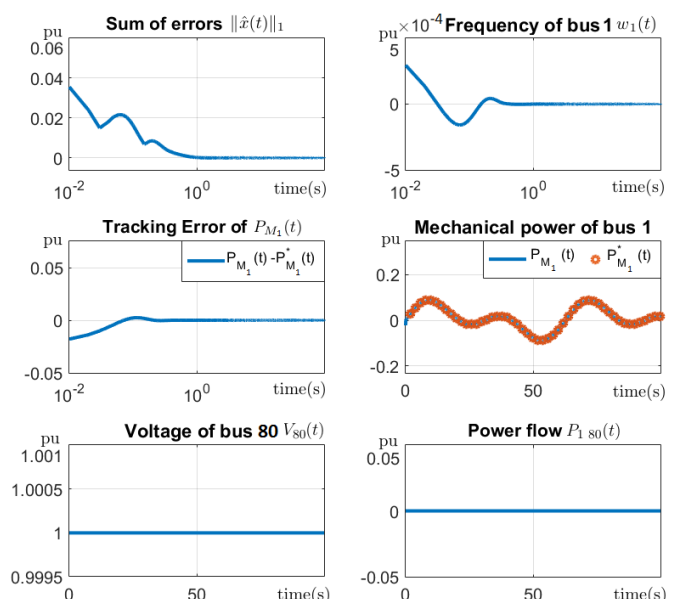 Sum of errors ‖x̂(t)‖₁
pu
0.06
0.04
0.02
0
10⁻²
10⁰
time(s)
pu×10⁻⁴ Frequency of bus 1 w₁(t)
5
0
-5
10⁻²
10⁰
time(s)
Tracking Error of P_{M₁}(t)
pu
0.05
0
-0.05
P_{M₁}(t) -P*_{M₁}(t)
10⁻²
10⁰
time(s)
Mechanical power of bus 1
pu
0.2
0
-0.2
P_{M₁}(t) P*_{M₁}(t)
0
50
time(s)
Voltage of bus 80 V₈₀(t)
pu
1.001
1.0005
1
0.9995
0
50
time(s)
Power flow P₁ ₈₀(t)
pu
0.05
0
-0.05
0
50
time(s)